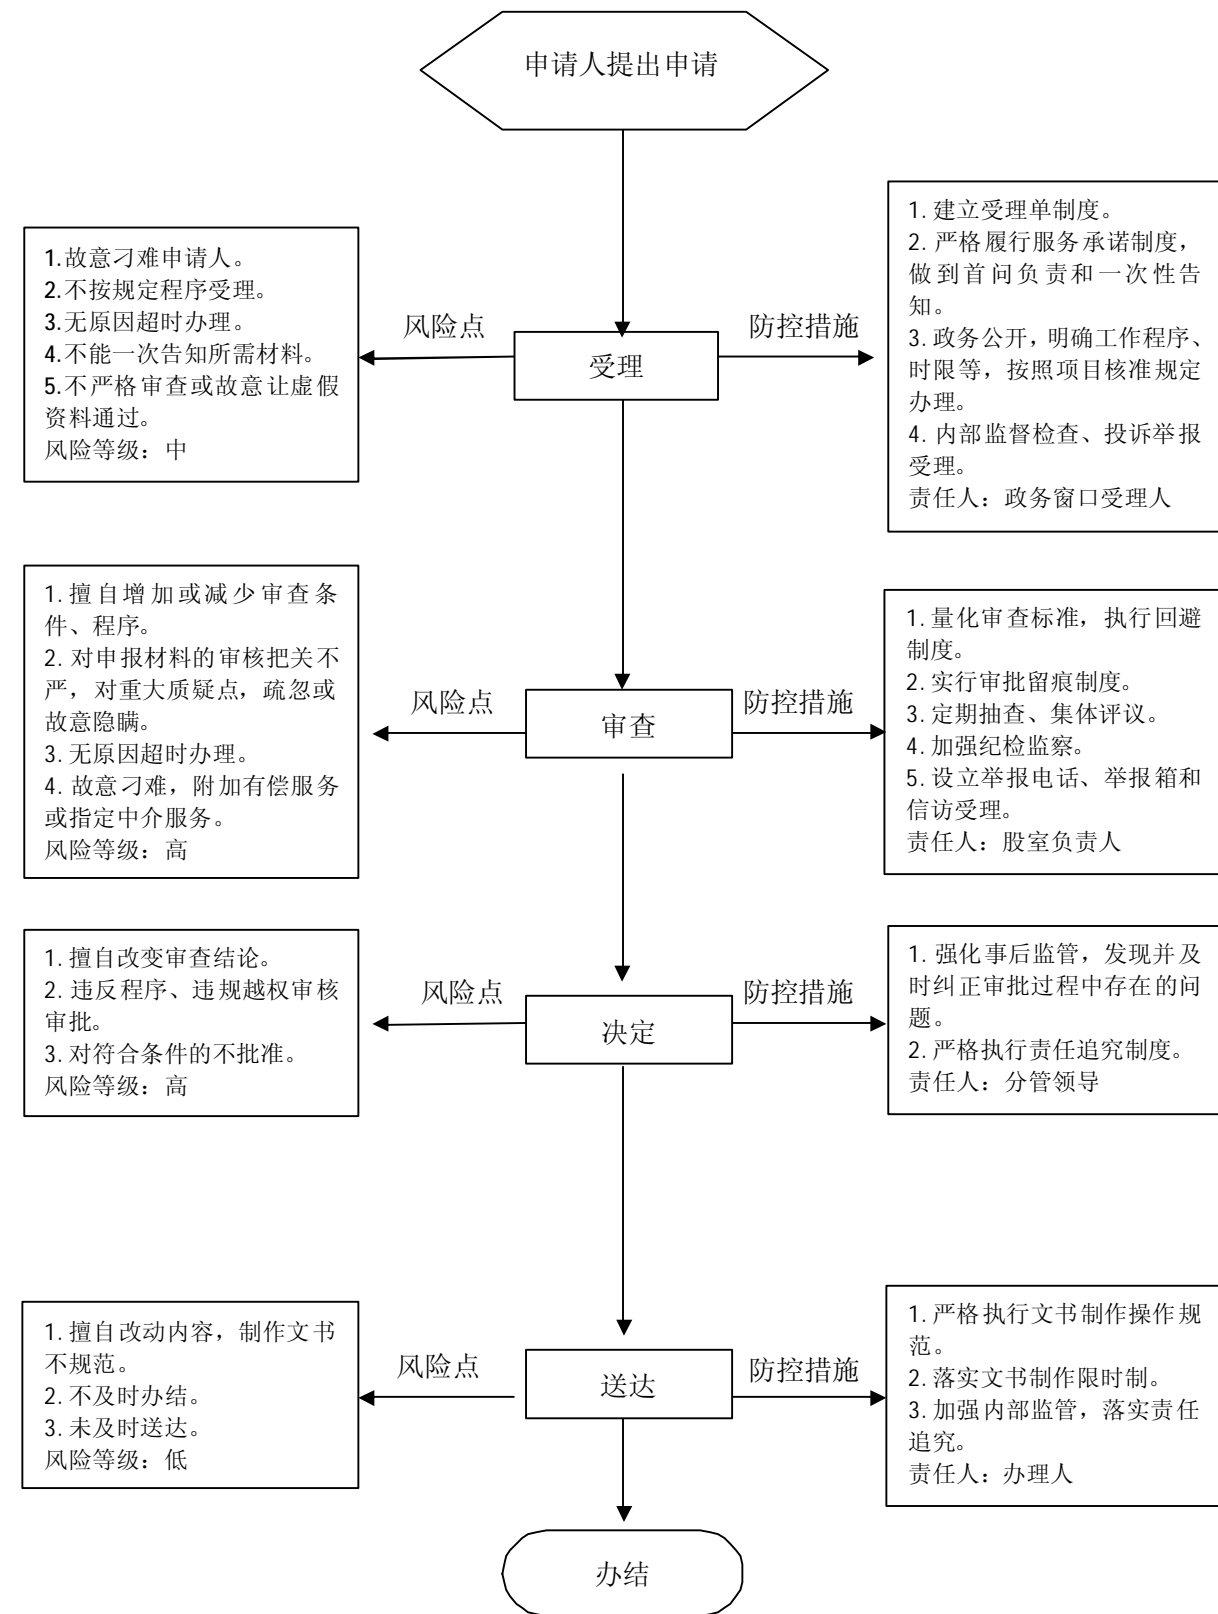 申请人提出申请
1.故意刁难申请人。
2.不按规定程序受理。
3.无原因超时办理。
4.不能一次告知所需材料。
5.不严格审查或故意让虚假
资料通过。
风险等级：中
风险点
受理
防控措施
1.建立受理单制度。
2.严格履行服务承诺制度，
做到首问负责和一次性告
知。
3.政务公开，明确工作程序、
时限等，按照项目核准规定
办理。
4.内部监督检查、投诉举报
受理。
责任人：政务窗口受理人
1.擅自增加或减少审查条
件、程序。
2.对申报材料的审核把关不
严，对重大质疑点，疏忽或
故意隐瞒。
3.无原因超时办理。
4.故意刁难，附加有偿服务
或指定中介服务。
风险等级：高
风险点
审查
防控措施
1.量化审查标准，执行回避
制度。
2.实行审批留痕制度。
3.定期抽查、集体评议。
4.加强纪检监察。
5.设立举报电话、举报箱和
信访受理。
责任人：股室负责人
1.擅自改变审查结论。
2.违反程序、违规越权审核
审批。
3.对符合条件的不批准。
风险等级：高
风险点
决定
防控措施
1.强化事后监管，发现并及
时纠正审批过程中存在的问
题。
2.严格执行责任追究制度。
责任人：分管领导
1.擅自改动内容，制作文书
不规范。
2.不及时办结。
3.未及时送达。
风险等级：低
风险点
送达
防控措施
1.严格执行文书制作操作规
范。
2.落实文书制作限时制。
3.加强内部监管，落实责任
追究。
责任人：办理人
办结